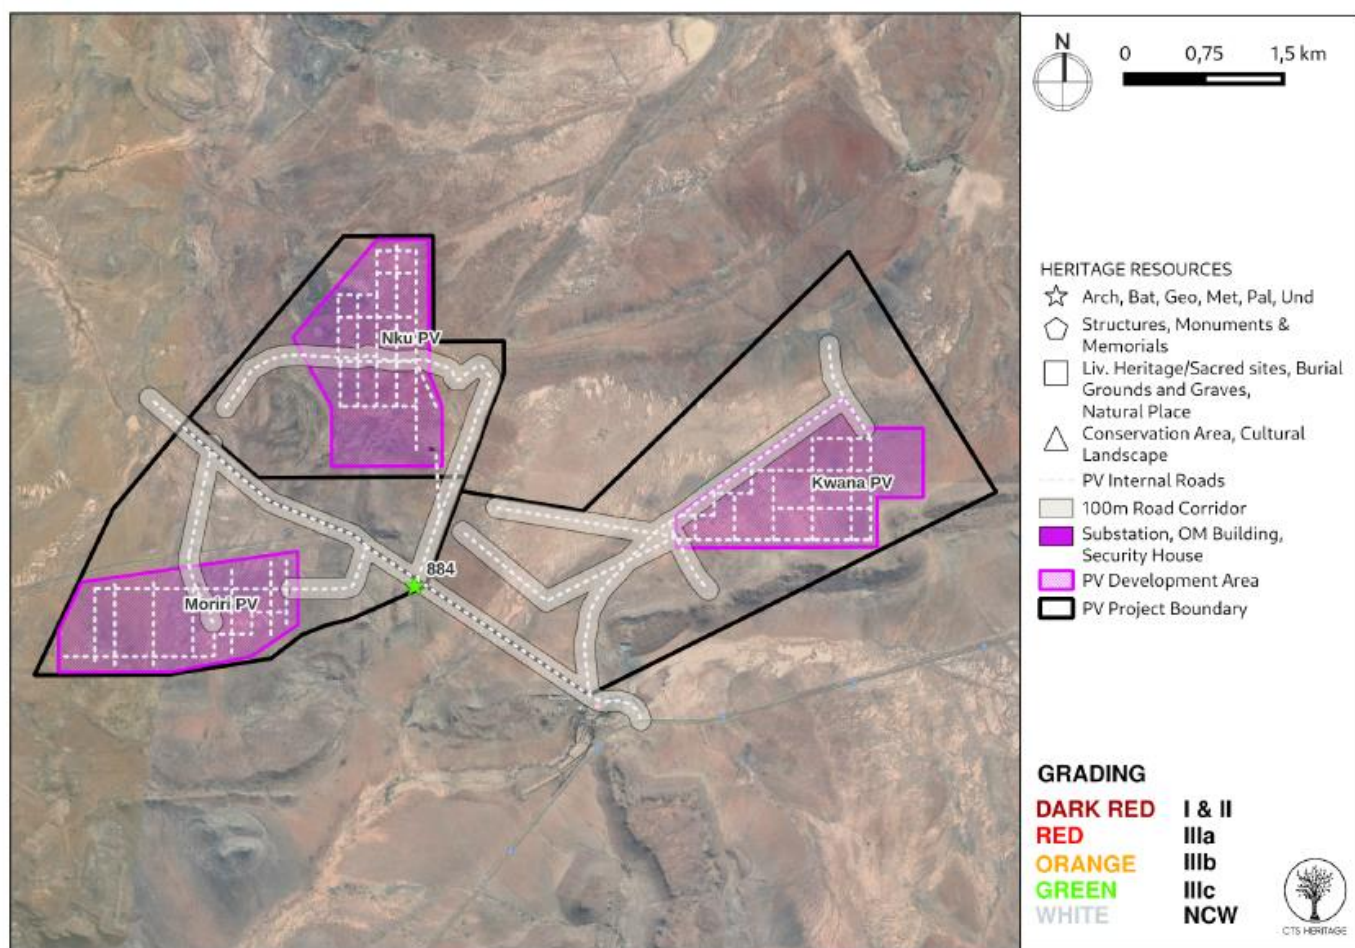 N
0 0,75 1,5 km
HERITAGE RESOURCES
Arch, Bat, Geo, Met, Pal, Und
Structures, Monuments &
Memorials
Liv. Heritage/Sacred sites, Burial
Grounds and Graves,
Natural Place
Conservation Area, Cultural
Landscape
PV Internal Roads
100m Road Corridor
Substation, OM Building,
Security House
PV Development Area
PV Project Boundary
Nku PV
Kwana PV
884
Moriri PV
GRADING
DARK RED I & II
RED IIIa
ORANGE IIIb
GREEN IIIc
WHITE NCW
CTS HERITAGE